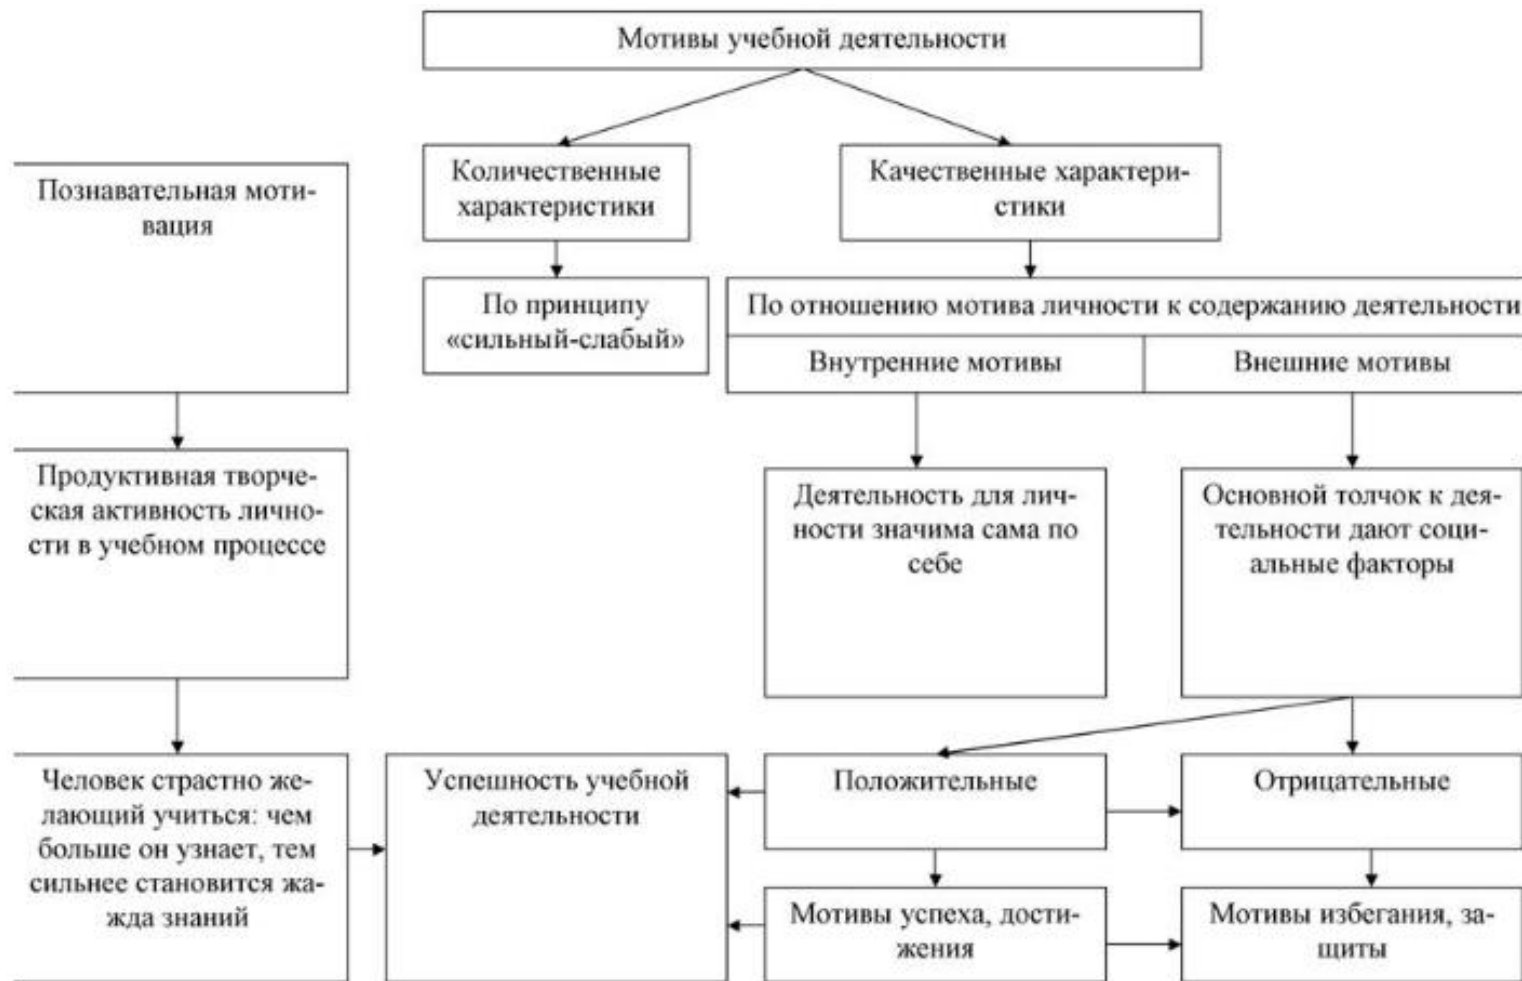 Мотивы учебной деятельности
Количественные
характеристики
Качественные характери-
стики
Познавательная моти-
вация
По принципу
«сильный-слабый»
По отношению мотива личности к содержанию деятельности
Внутренние мотивы
Внешние мотивы
Продуктивная творче-
ская активность лично-
сти в учебном процессе
Деятельность для лич-
ности значима сама по
себе
Основной толчок к дея-
тельности дают соци-
альные факторы
Человек страстно же-
лающий учиться: чем
больше он узнает, тем
сильнее становится жа-
жда знаний
Успешность учебной
деятельности
Положительные
Отрицательные
Мотивы успеха, дости-
жения
Мотивы избегания, за-
щиты